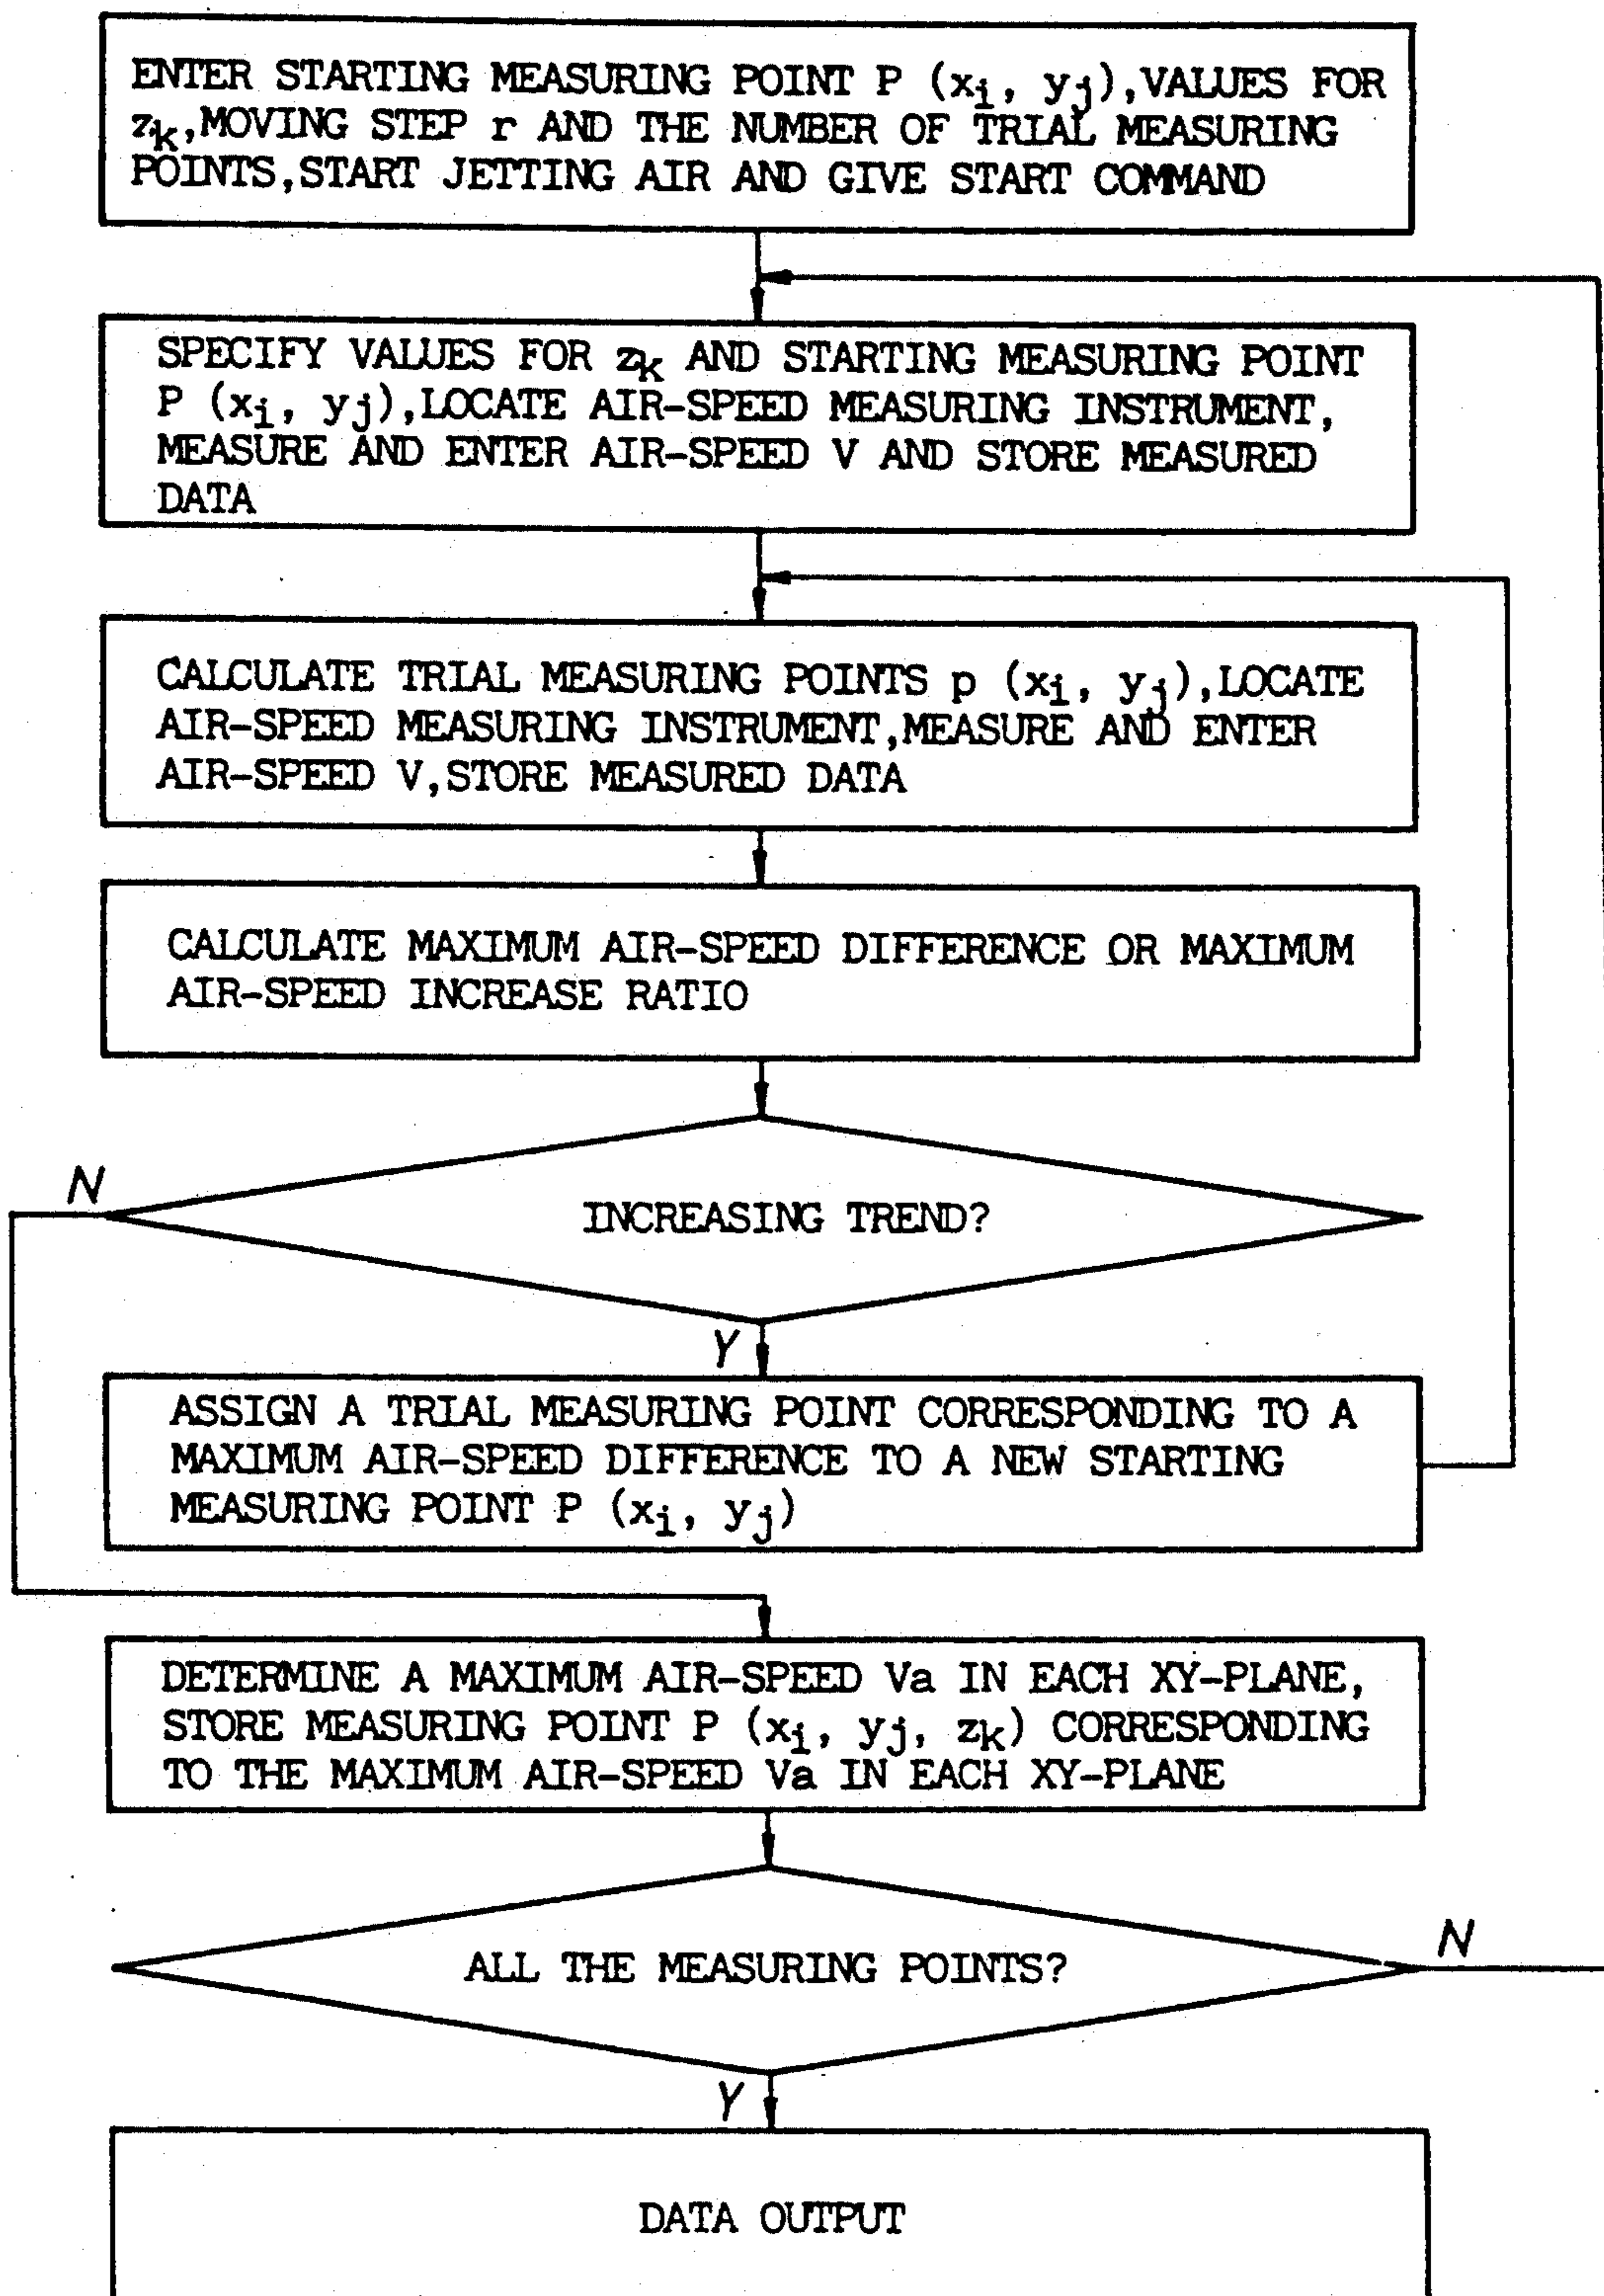 ENTER STARTING MEASURING POINT P (xi, yj),VALUES FOR
zk,MOVING STEP r AND THE NUMBER OF TRIAL MEASURING
POINTS,START JETTING AIR AND GIVE START COMMAND
SPECIFY VALUES FOR zk AND STARTING MEASURING POINT
P (xi, yj),LOCATE AIR-SPEED MEASURING INSTRUMENT,
MEASURE AND ENTER AIR-SPEED V AND STORE MEASURED
DATA
CALCULATE TRIAL MEASURING POINTS p (xi, yj),LOCATE
AIR-SPEED MEASURING INSTRUMENT,MEASURE AND ENTER
AIR-SPEED V,STORE MEASURED DATA
CALCULATE MAXIMUM AIR-SPEED DIFFERENCE OR MAXIMUM
AIR-SPEED INCREASE RATIO
N
INCREASING TREND?
Y
ASSIGN A TRIAL MEASURING POINT CORRESPONDING TO A
MAXIMUM AIR-SPEED DIFFERENCE TO A NEW STARTING
MEASURING POINT P (xi, yj)
DETERMINE A MAXIMUM AIR-SPEED Va IN EACH XY-PLANE,
STORE MEASURING POINT P (xi, yj, zk) CORRESPONDING
TO THE MAXIMUM AIR-SPEED Va IN EACH XY-PLANE
N
ALL THE MEASURING POINTS?
Y
DATA OUTPUT